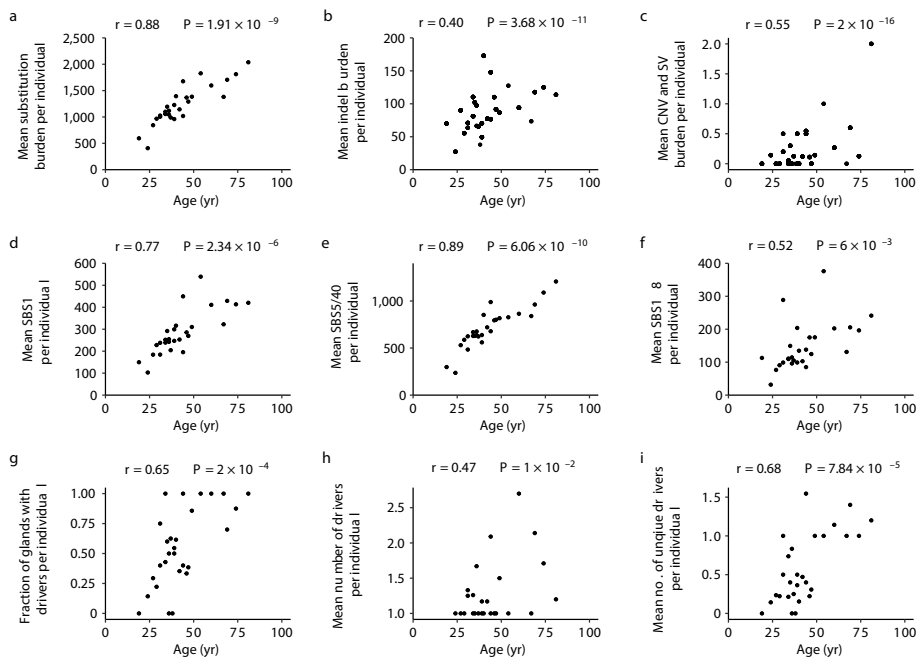 a
r = 0.88 P = 1.91 × 10 −9
Mean substitution
burden per individual
2,500
2,000
1,500
1,000
500
0
0 25 50 75 100
Age (yr)
b
r = 0.40 P = 3.68 × 10 −11
Mean indel b urden
per individual
200
150
100
50
0
0 25 50 75 100
Age (yr)
c
r = 0.55 P = 2 × 10 −16
Mean CNV and SV
burden per individual
2.0
1.5
1.0
0.5
0
0 25 50 75 100
Age (yr)
d
r = 0.77 P = 2.34 × 10 −6
Mean SBS1
per individua l
600
500
400
300
200
100
0
0 25 50 75 100
Age (yr)
e
r = 0.89 P = 6.06 × 10 −10
Mean SBS5/40
per individual
1,000
500
0
0 25 50 75 100
Age (yr)
f
r = 0.52 P = 6 × 10 −3
Mean SBS1 8
per individual
400
300
200
100
0
0 25 50 75 100
Age (yr)
g
r = 0.65 P = 2 × 10 −4
Fraction of glands with
drivers per individua l
1.00
0.75
0.50
0.25
0
0 25 50 75 100
Age (yr)
h
r = 0.47 P = 1 × 10 −2
Mean nu mber of dr ivers
per individua l
2.5
2.0
1.5
1.0
0 25 50 75 100
Age (yr)
i
r = 0.68 P = 7.84 × 10 −5
Mean no . of unqiue dr ivers
per individua l
1.5
1.0
0.5
0
0 25 50 75 100
Age (yr)